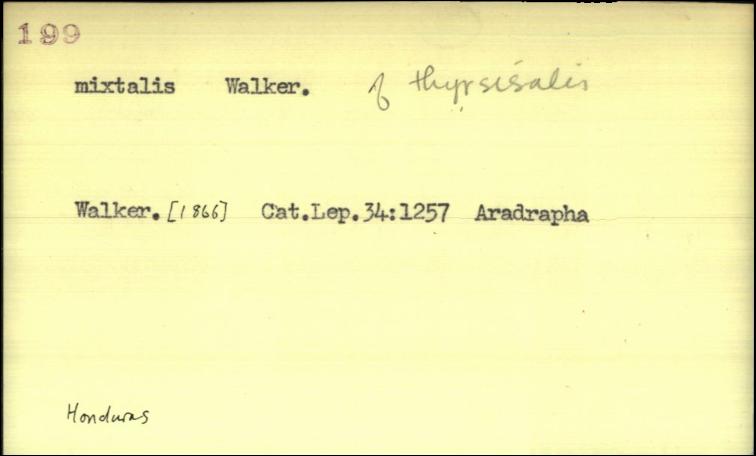 199
mixtalis Walker. thyrsisalis
Walker. [1866] Cat.Lep.34:1257 Aradrapha
Honduras